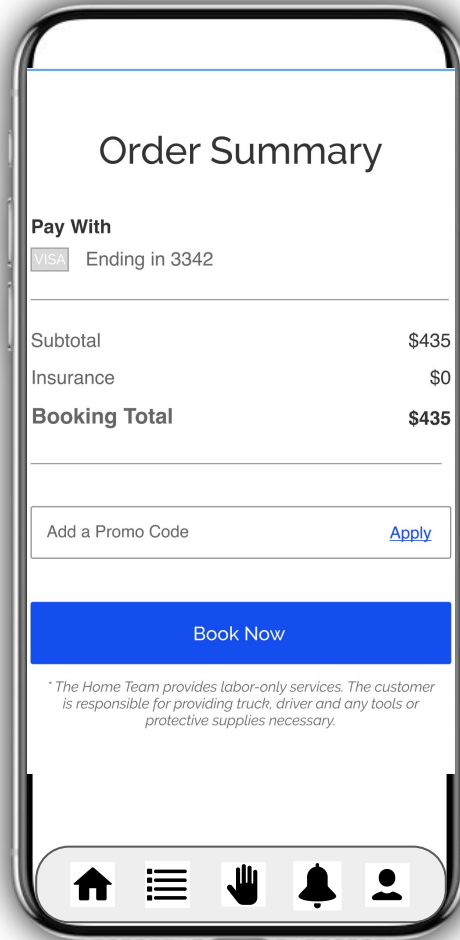 Order Summary
Pay With
VISA Ending in 3342
Subtotal $435
Insurance $0
Booking Total $435
Add a Promo Code Apply
Book Now
* The Home Team provides labor-only services. The customer
is responsible for providing truck, driver and any tools or
protective supplies necessary.